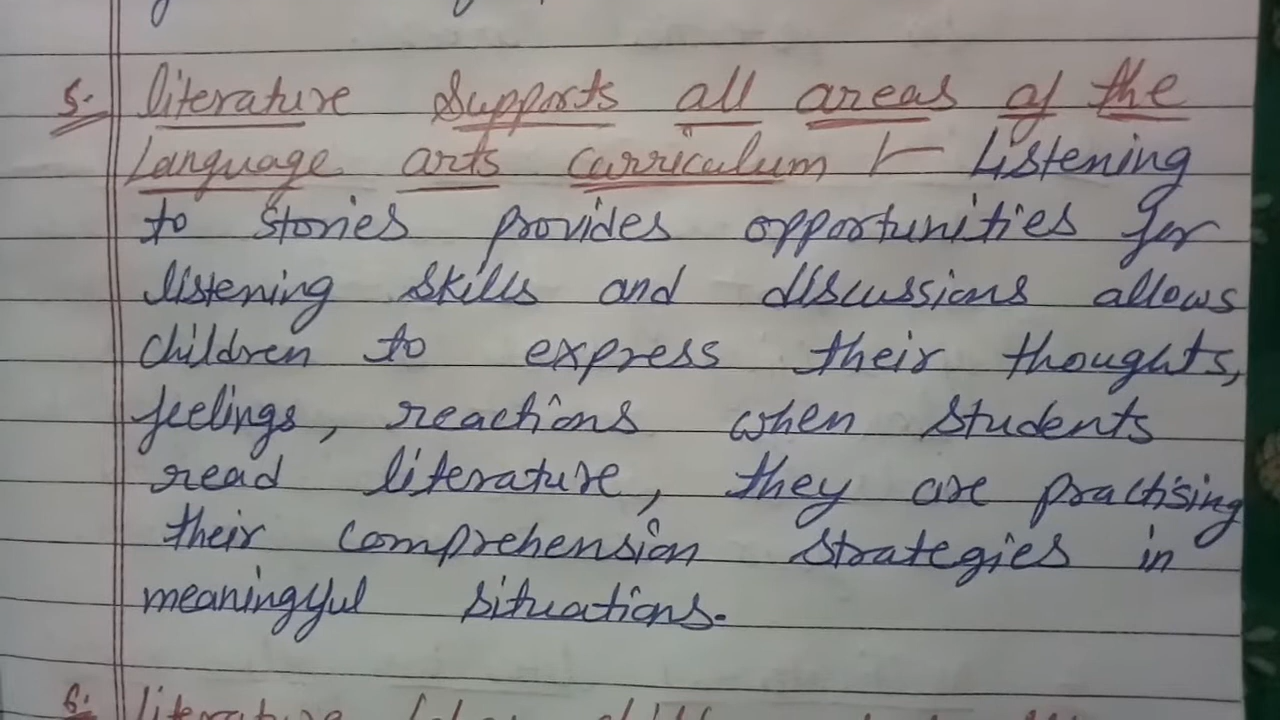 5. literature supports all areas of the
Language arts curriculum :- Listening
to stories provides opportunities for
listening skills and discussions allows
children to express their thoughts,
feelings, reactions when students
read literature, they are practising
their comprehension strategies in
meaningful situations.
6. literature